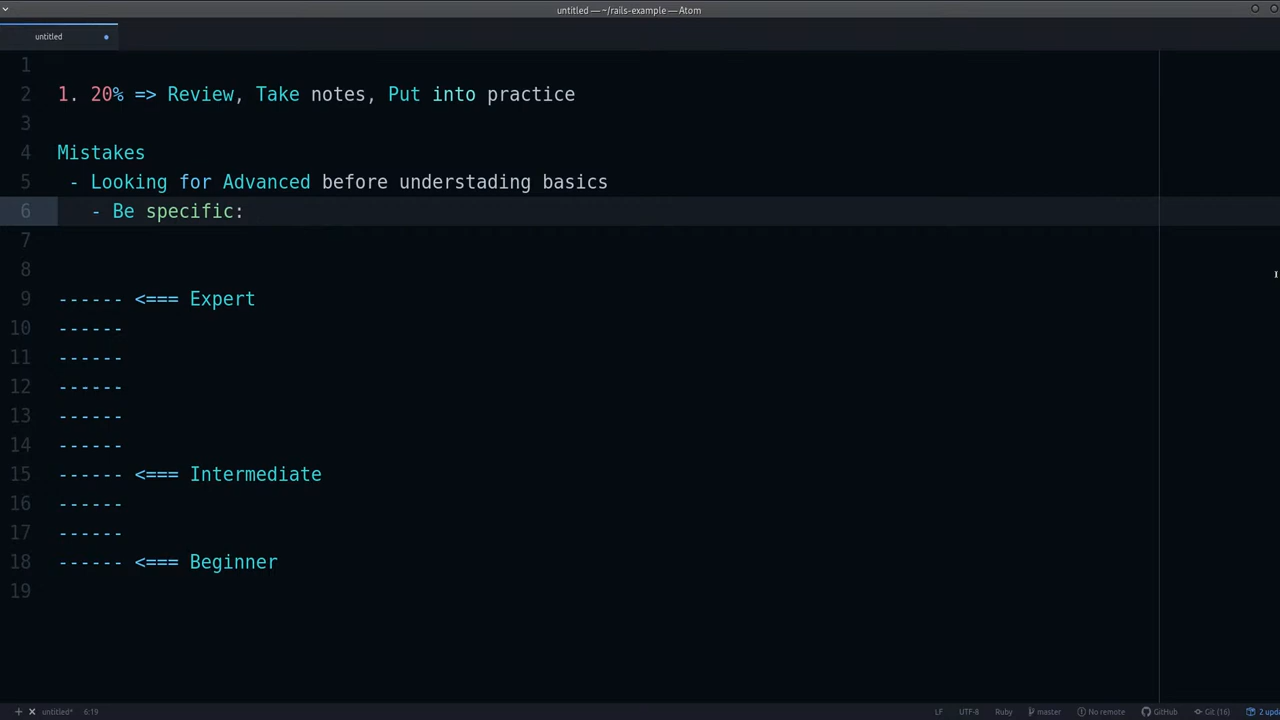 untitled — ~/rails-example — Atom
untitled
1
2 1. 20% => Review, Take notes, Put into practice
3
4 Mistakes
5 - Looking for Advanced before understading basics
6 - Be specific:
7
8
9 ------ <=== Expert
10 ------
11 ------
12 ------
13 ------
14 ------
15 ------ <=== Intermediate
16 ------
17 ------
18 ------ <=== Beginner
19
untitled* 6:19 LF UTF-8 Ruby master No remote GitHub Git (16) 2